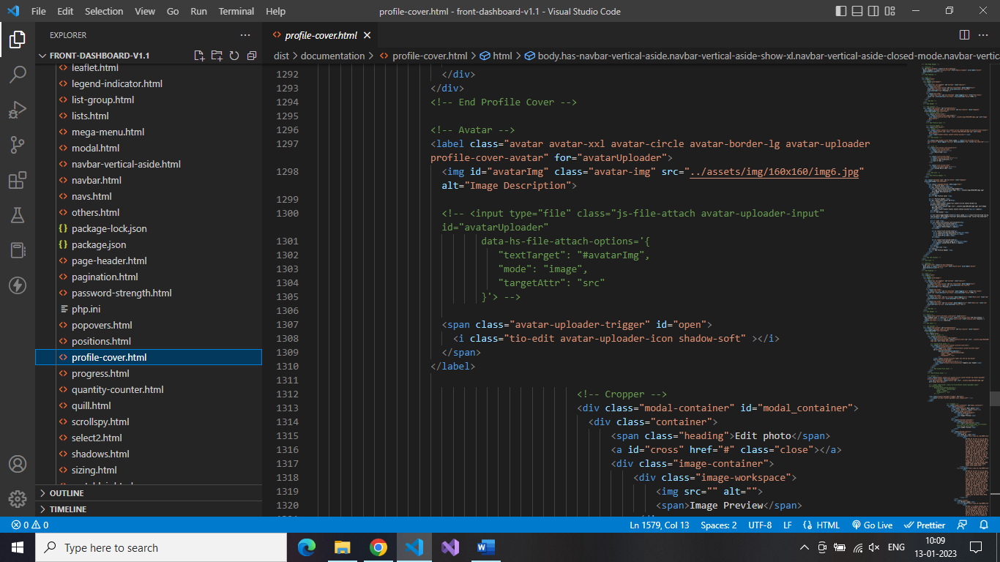 File Edit Selection View Go Run Terminal Help
profile-cover.html - front-dashboard-v1.1 - Visual Studio Code
EXPLORER
FRONT-DASHBOARD-V1.1
leaflet.html
legend-indicator.html
list-group.html
lists.html
mega-menu.html
modal.html
navbar-vertical-aside.html
navbar.html
navs.html
others.html
package-lock.json
package.json
page-header.html
pagination.html
password-strength.html
php.ini
popovers.html
positions.html
profile-cover.html
progress.html
quantity-counter.html
quill.html
scrollspy.html
select2.html
shadows.html
sizing.html
OUTLINE
TIMELINE
profile-cover.html
dist > documentation > profile-cover.html > html > body.has-navbar-vertical-aside.navbar-vertical-aside-show-xl.navbar-vertical-aside-closed-mode.navbar-vertic
1292 </div>
1293 </div>
1294 <!-- End Profile Cover -->
1295
1296 <!-- Avatar -->
1297 <label class="avatar avatar-xxl avatar-circle avatar-border-lg avatar-uploader
profile-cover-avatar" for="avatarUploader">
1298 <img id="avatarImg" class="avatar-img" src="../assets/img/160x160/img6.jpg"
alt="Image Description">
1299
1300 <!-- <input type="file" class="js-file-attach avatar-uploader-input"
id="avatarUploader"
1301 data-hs-file-attach-options='{
1302 "textTarget": "#avatarImg",
1303 "mode": "image",
1304 "targetAttr": "src"
1305 }'> -->
1306
1307 <span class="avatar-uploader-trigger" id="open">
1308 <i class="tio-edit avatar-uploader-icon shadow-soft" ></i>
1309 </span>
1310 </label>
1311
1312 <!-- Cropper -->
1313 <div class="modal-container" id="modal_container">
1314 <div class="container">
1315 <span class="heading">Edit photo</span>
1316 <a id="cross" href="#" class="close"></a>
1317 <div class="image-container">
1318 <div class="image-workspace">
1319 <img src="" alt="">
1320 <span>Image Preview</span>
0 0
Ln 1579, Col 13 Spaces: 2 UTF-8 LF HTML Go Live Prettier
Type here to search
ENG
10:09
13-01-2023